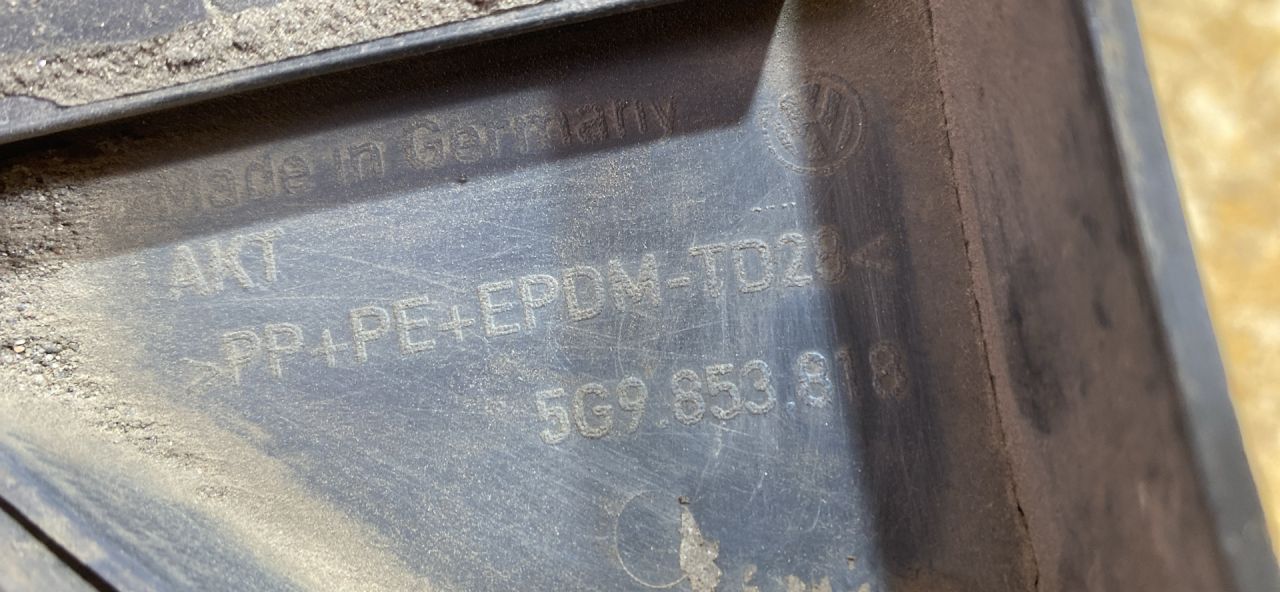 Made in Germany
AKT
>PP+PE+EPDM-TD23<
5G9.853.818